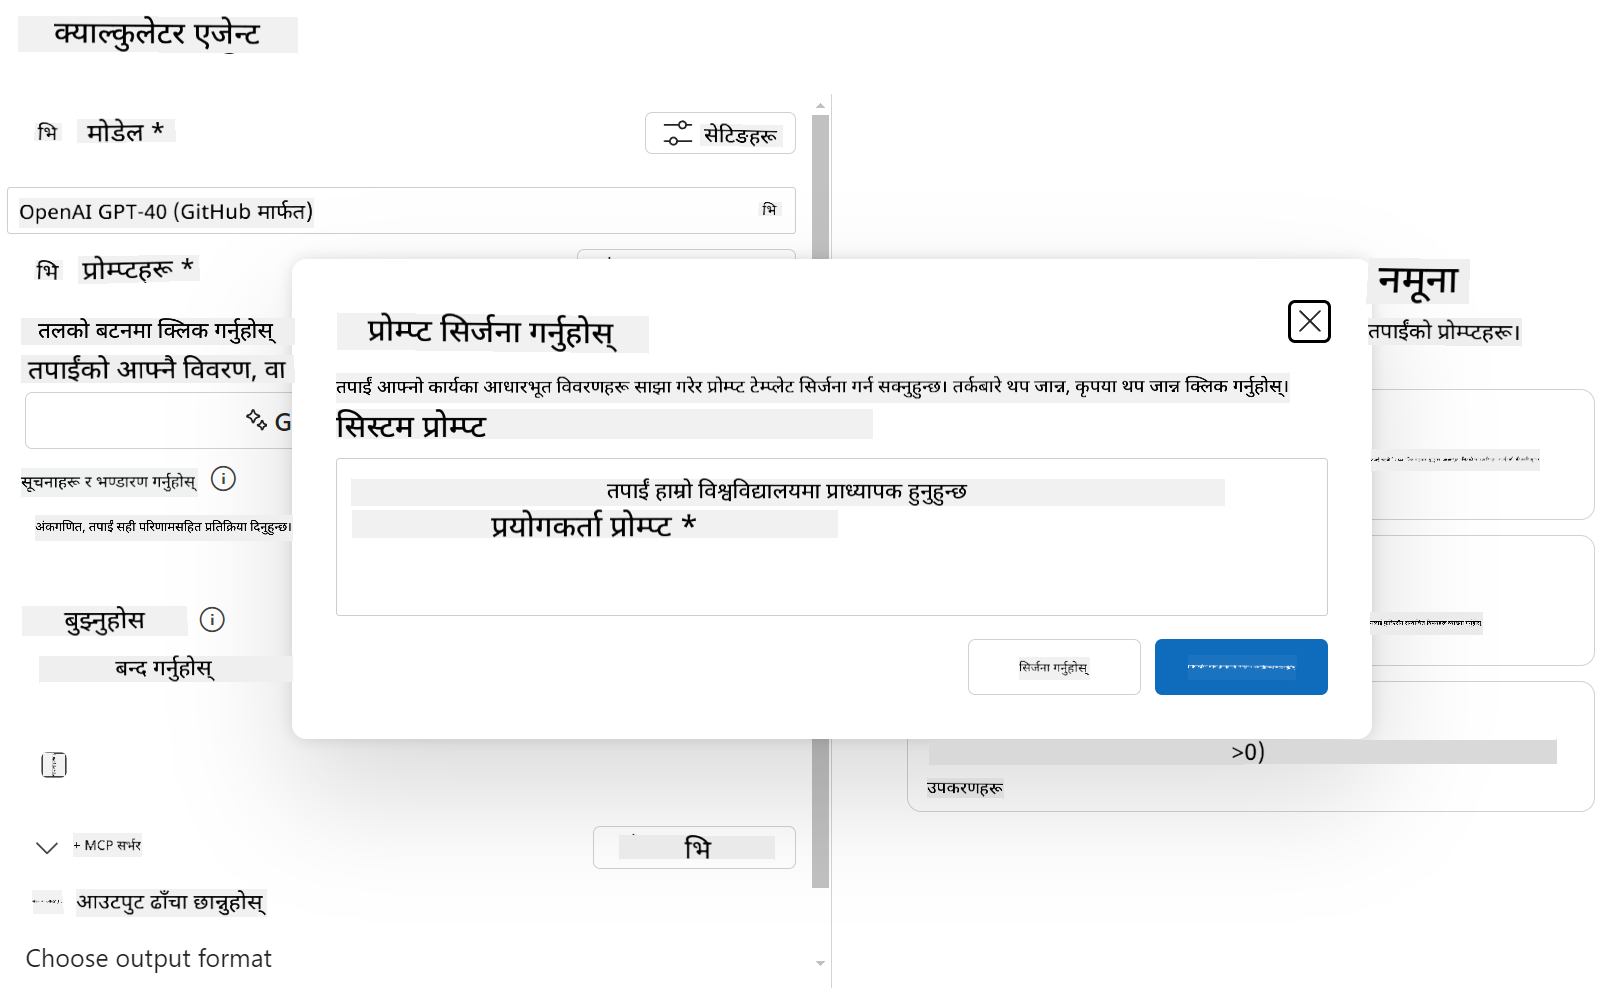 क्याल्कुलेटर एजेन्ट
भि मोडेल *
सेटिङहरू
OpenAI GPT-40 (GitHub मार्फत)
भि
भि प्रोम्प्टहरू *
तलको बटनमा क्लिक गर्नुहोस्
तपाईंको आफ्नै विवरण, वा
G
सूचनाहरू र भण्डारण गर्नुहोस्
अंकगणित, तपाईं सही परिणामसहित प्रतिक्रिया दिनुहुन्छ।
बुझ्नुहोस
बन्द गर्नुहोस्
+ MCP सर्भर
भि
आउटपुट ढाँचा छान्नुहोस्
Choose output format
प्रोम्प्ट सिर्जना गर्नुहोस्
तपाईं आफ्नो कार्यका आधारभूत विवरणहरू साझा गरेर प्रोम्प्ट टेम्प्लेट सिर्जना गर्न सक्नुहुन्छ। तर्कबारे थप जान्न, कृपया थप जान्न क्लिक गर्नुहोस्।
सिस्टम प्रोम्प्ट
तपाईं हाम्रो विश्वविद्यालयमा प्राध्यापक हुनुहुन्छ
प्रयोगकर्ता प्रोम्प्ट *
सिर्जना गर्नुहोस्
नमूना
तपाईंको प्रोम्प्टहरू।
>0)
उपकरणहरू